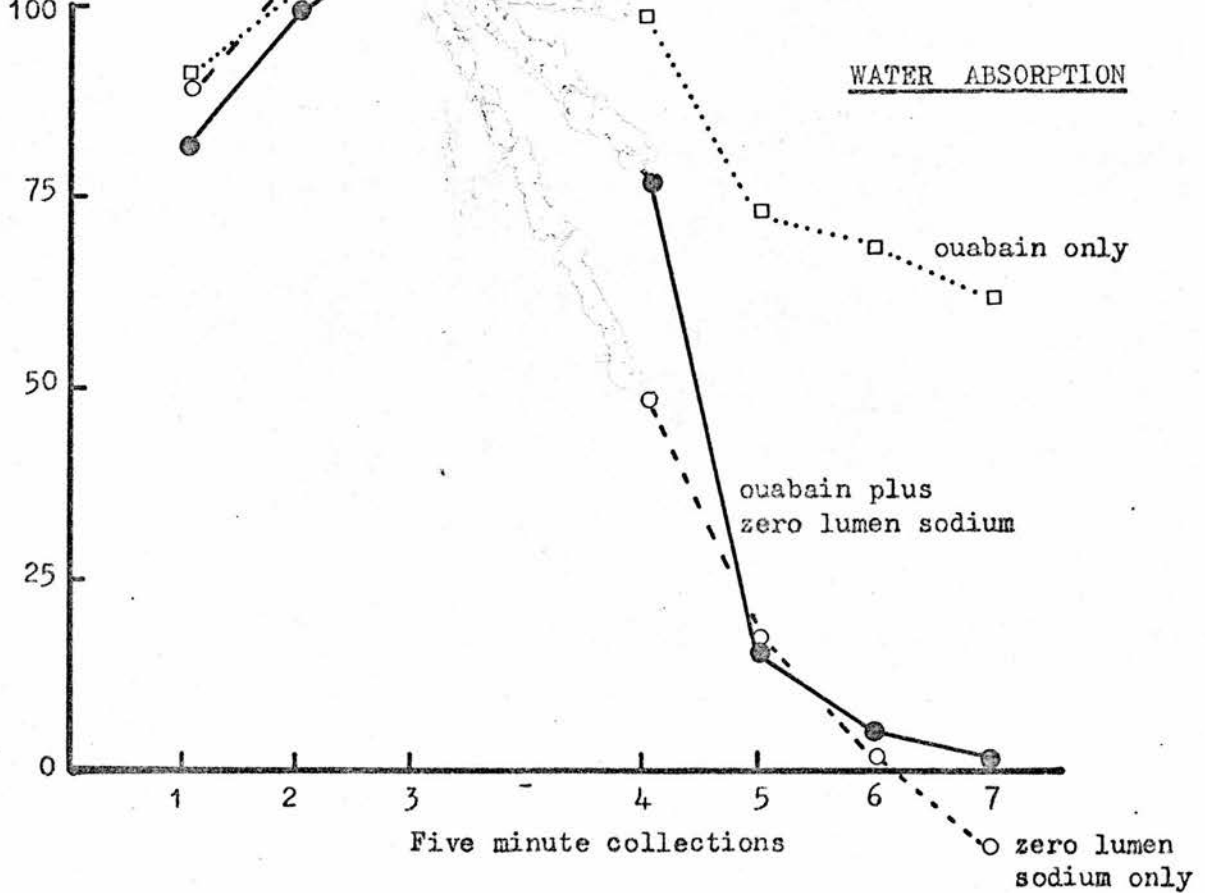 100
WATER ABSORPTION
75
ouabain only
50
ouabain plus
zero lumen sodium
25
0
1 2 3 4 5 6 7
Five minute collections
zero lumen
sodium only